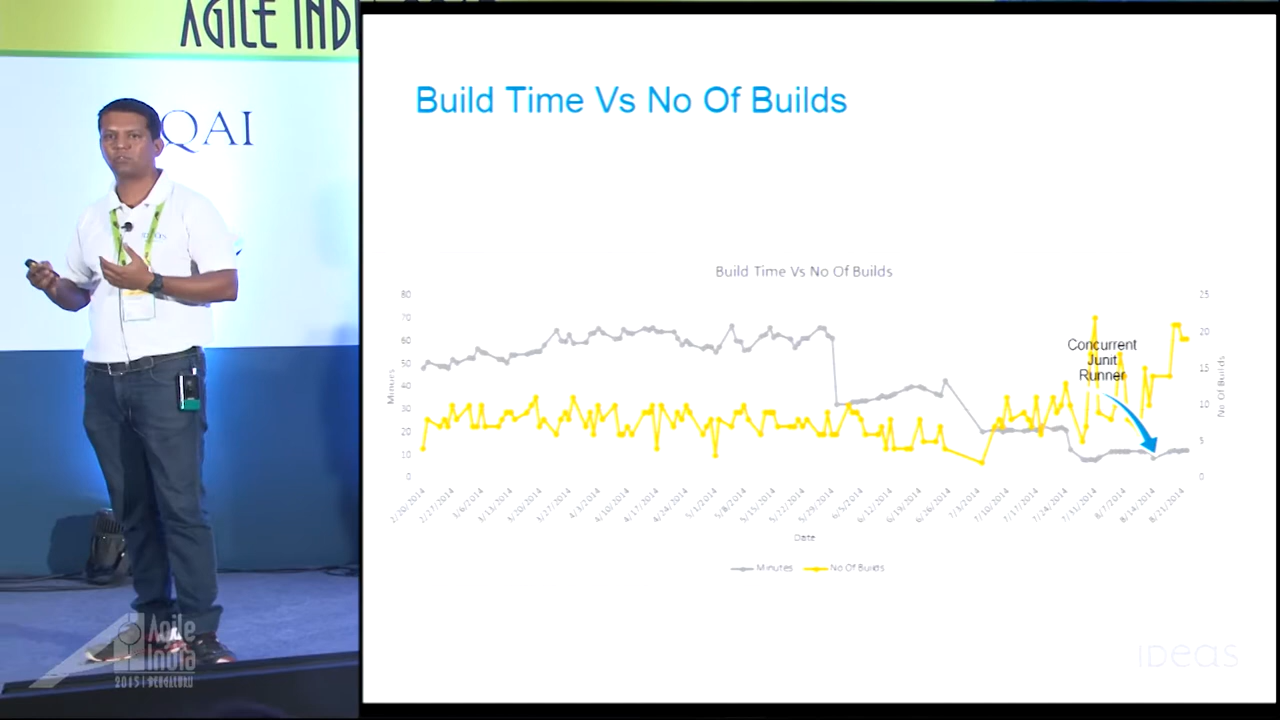 AGILE INDI
QAI
Build Time Vs No Of Builds
Build Time Vs No Of Builds
80
70
60
50
40
30
20
10
0
Minutes
25
20
15
10
5
0
No Of Builds
Concurrent
Junit
Runner
2/20/2014
2/27/2014
3/6/2014
3/13/2014
3/20/2014
3/27/2014
4/3/2014
4/10/2014
4/17/2014
4/24/2014
5/1/2014
5/8/2014
5/15/2014
5/22/2014
5/29/2014
6/5/2014
6/12/2014
6/19/2014
6/26/2014
7/3/2014
7/10/2014
7/17/2014
7/24/2014
7/31/2014
8/7/2014
8/14/2014
8/21/2014
Date
Minutes
No Of Builds
ideas
Agile
India
2015 | BENGALURU